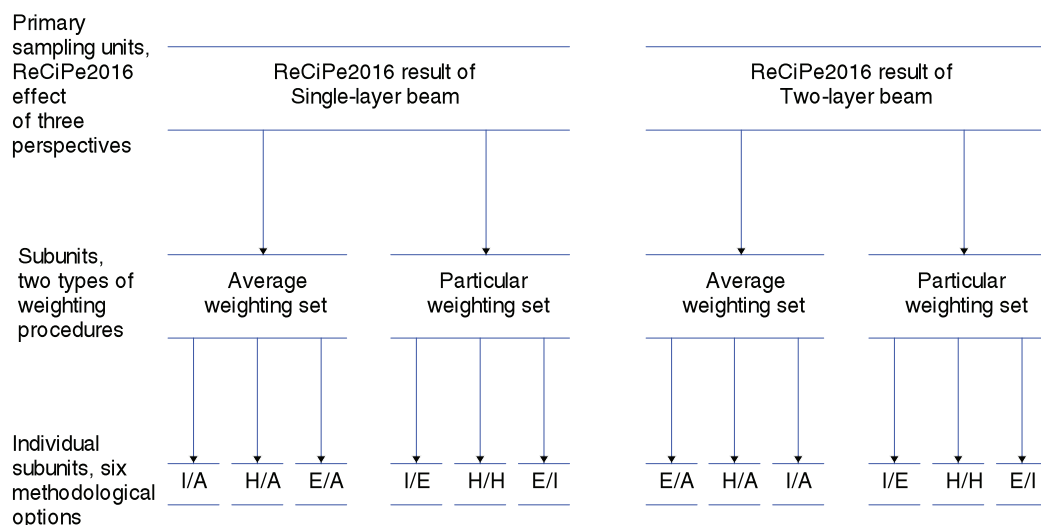 Primary
sampling units,
ReCiPe2016
effect
of three
perspectives
ReCiPe2016 result of
Single-layer beam
ReCiPe2016 result of
Two-layer beam
Subunits,
two types of
weighting
procedures
Average
weighting set
Particular
weighting set
Average
weighting set
Particular
weighting set
Individual
subunits, six
methodological
options
I/A
H/A
E/A
I/E
H/H
E/I
E/A
H/A
I/A
I/E
H/H
E/I